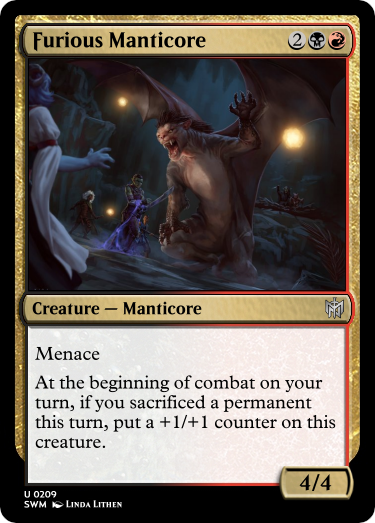 Furious Manticore 2
Creature — Manticore
Menace
At the beginning of combat on your
turn, if you sacrificed a permanent
this turn, put a +1/+1 counter on this
creature.
4/4
U 0209
SWM Linda Lithen